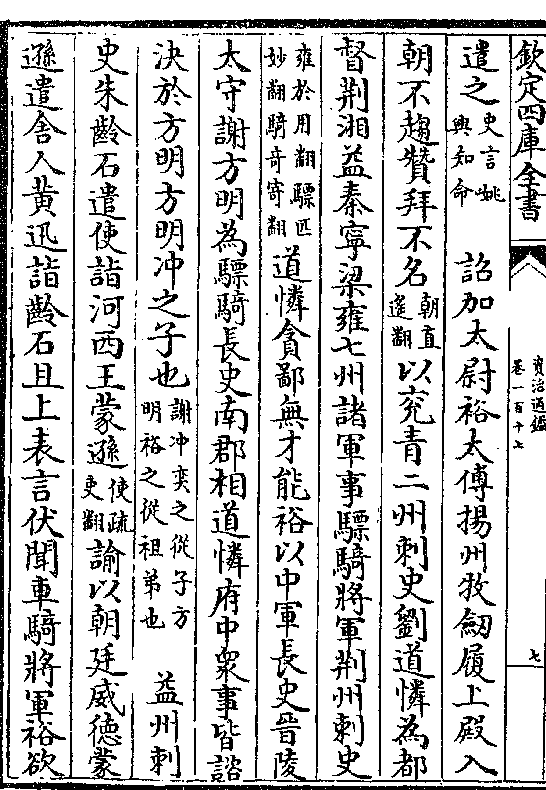 欽定四庫全書
資治通鑑
卷一百十七
七
遣之史言姚興知命　詔加太尉裕太傅揚州牧劒履上殿入
朝不趨贊拜不名朝直遥翻以兖青二州刺史劉道憐為都
督荆湘益秦寧梁雍七州諸軍事驃騎將軍荆州刺史
雍於用翻驃匹妙翻騎奇寄翻道憐貪鄙無才能裕以中軍長史晉陵
太守謝方明為驃騎長史南郡相道憐府中衆事皆諮
決於方明方明冲之子也謝冲奕之從子方明裕之從祖弟也　益州刺
史朱齡石遣使詣河西王蒙遜使疏吏翻諭以朝廷威德蒙
遜遣舍人黄迅詣齡石且上表言伏聞車騎將軍裕欲